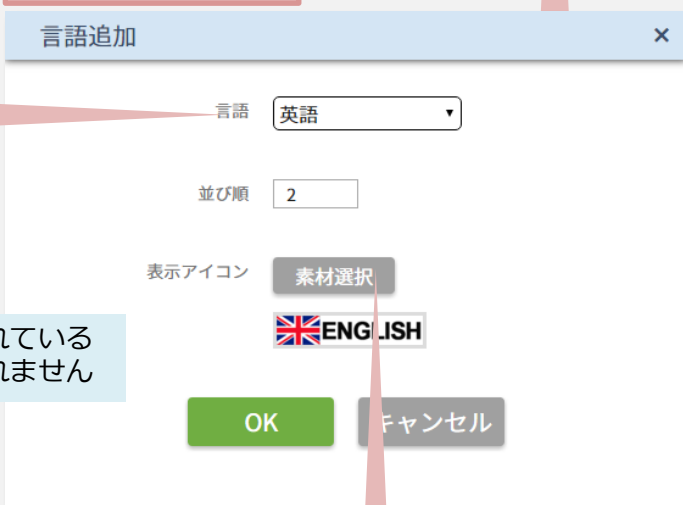 言語追加
×
言語 英語
並び順 2
表示アイコン 素材選択
ENGLISH
れている
れません
OK キャンセル